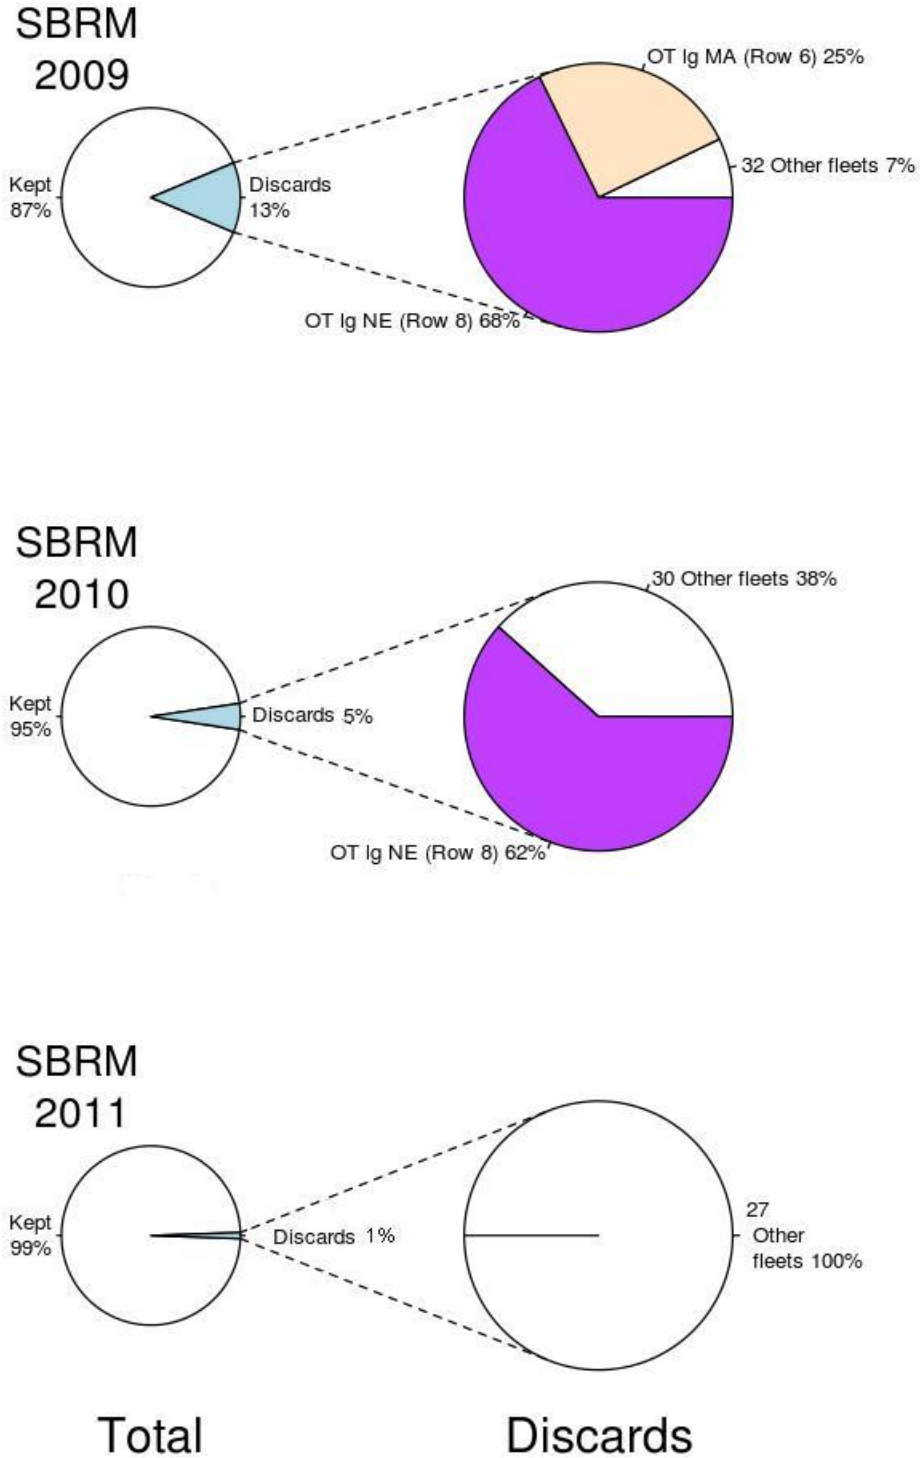 SBRM
2009
OT lg MA (Row 6) 25%
32 Other fleets 7%
Kept
87%
Discards
13%
OT lg NE (Row 8) 68%
SBRM
2010
30 Other fleets 38%
Kept
95%
Discards 5%
OT lg NE (Row 8) 62%
SBRM
2011
Kept
99%
Discards 1%
27
Other
fleets 100%
Total
Discards